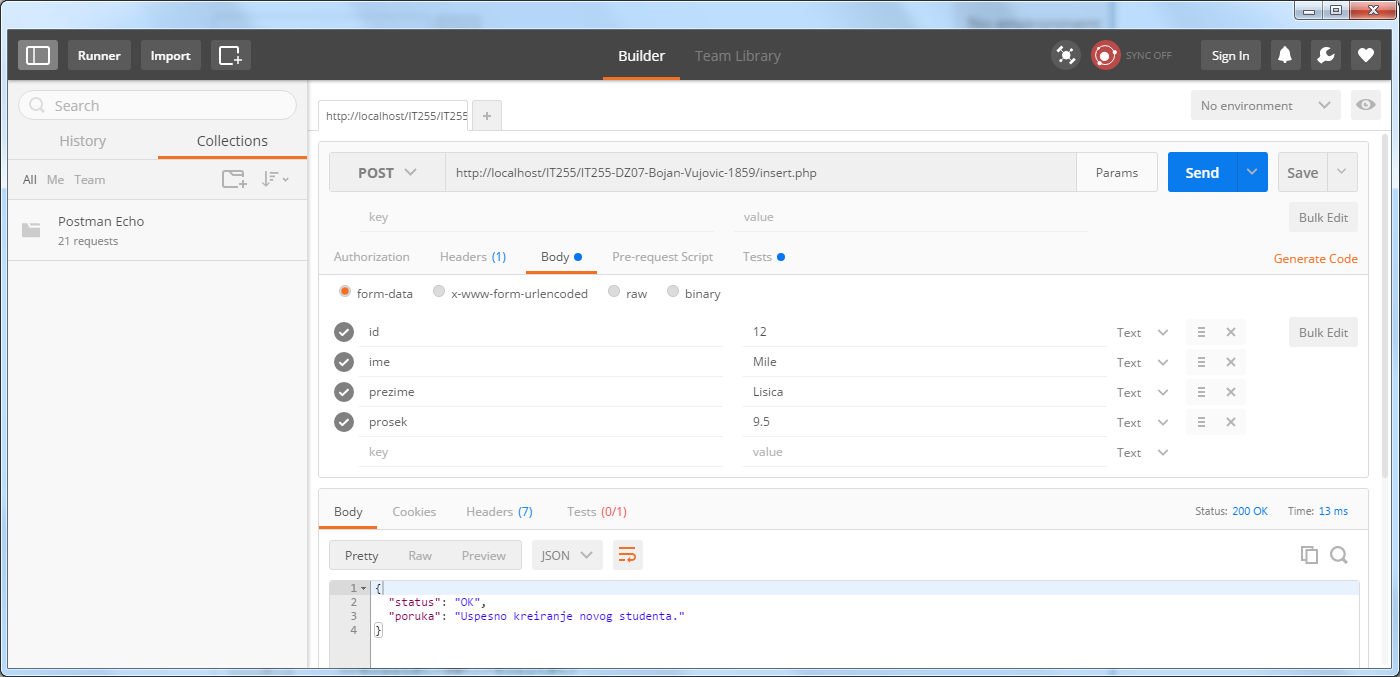 No environment
Runner Import Builder Team Library SYNC OFF Sign In
Search
History Collections
All Me Team
Postman Echo
21 requests
http://localhost/IT255/IT255 + No environment
POST http://localhost/IT255/IT255-DZ07-Bojan-Vujovic-1859/insert.php Params Send Save
key value Bulk Edit
Authorization Headers (1) Body Pre-request Script Tests Generate Code
form-data x-www-form-urlencoded raw binary
id 12 Text Bulk Edit
ime Mile Text
prezime Lisica Text
prosek 9.5 Text
key value Text
Body Cookies Headers (7) Tests (0/1) Status: 200 OK Time: 13 ms
Pretty Raw Preview JSON
1 {
2 "status": "OK",
3 "poruka": "Uspesno kreiranje novog studenta."
4 }